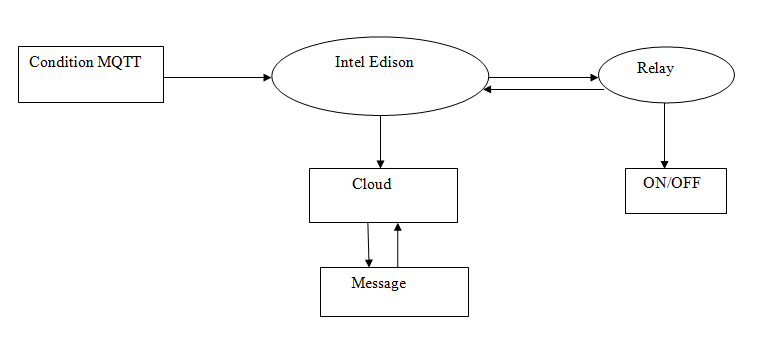 Condition MQTT
Intel Edison
Relay
Cloud
ON/OFF
Message